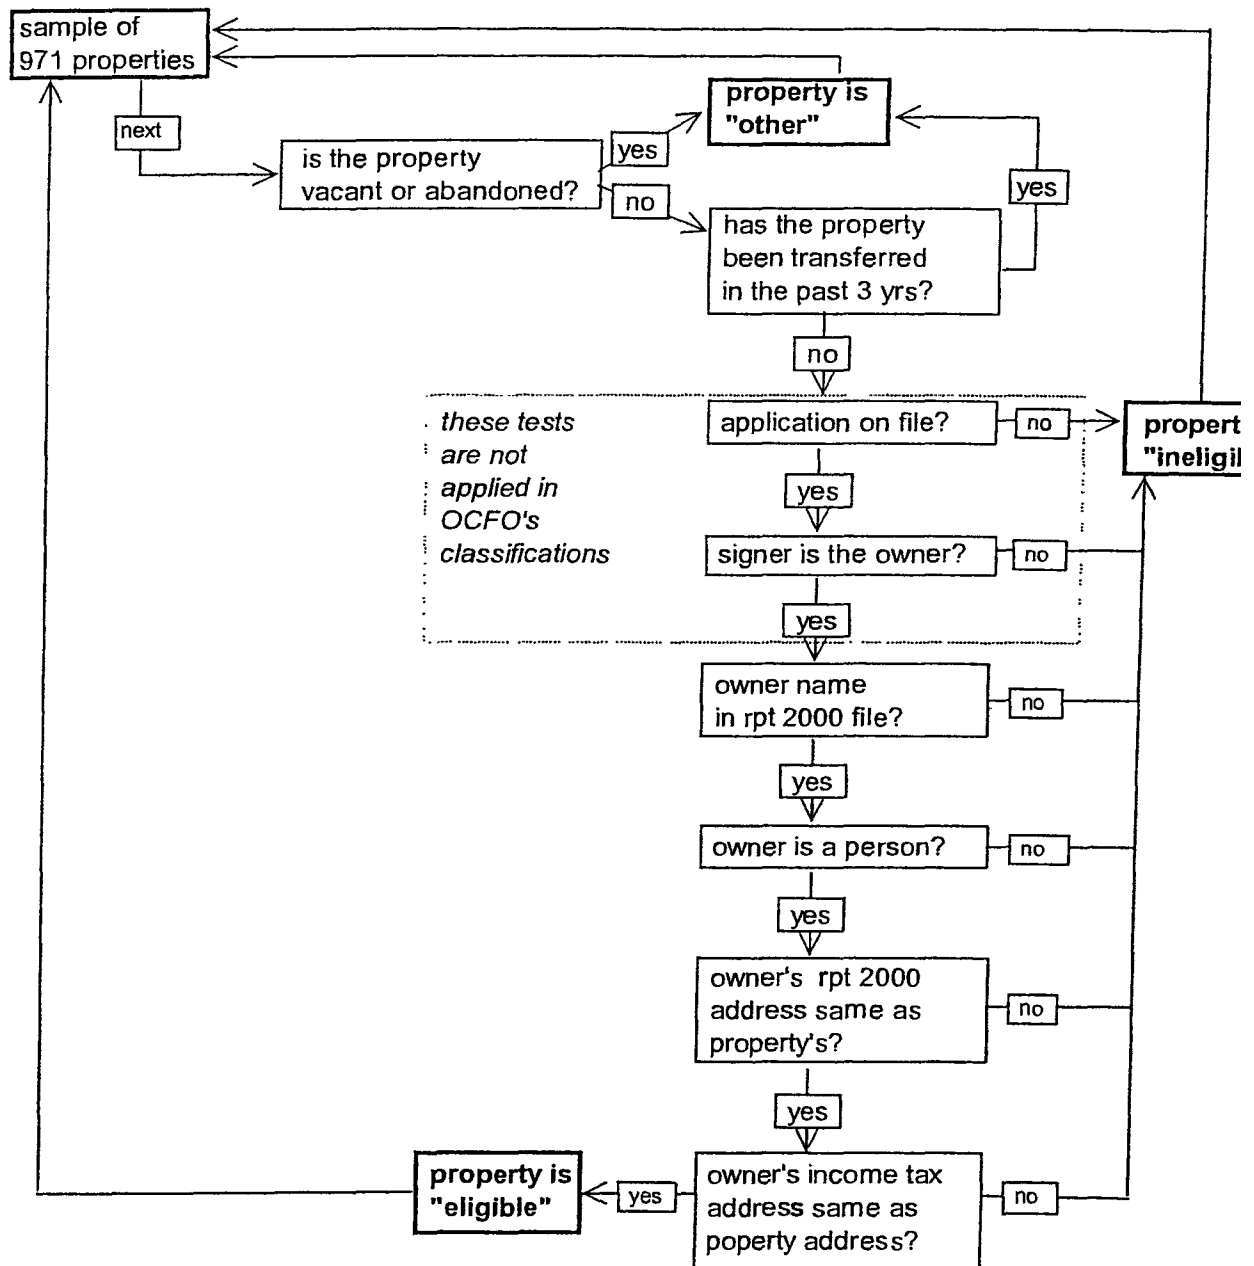 sample of
971 properties
next
is the property
vacant or abandoned?
yes
no
property is
"other"
yes
has the property
been transferred
in the past 3 yrs?
no
these tests
are not
applied in
OCFO's
classifications
application on file?
no
propert
"ineligil
yes
signer is the owner?
no
yes
owner name
in rpt 2000 file?
no
yes
owner is a person?
no
yes
owner's rpt 2000
address same as
property's?
no
yes
owner's income tax
address same as
poperty address?
no
yes
property is
"eligible"